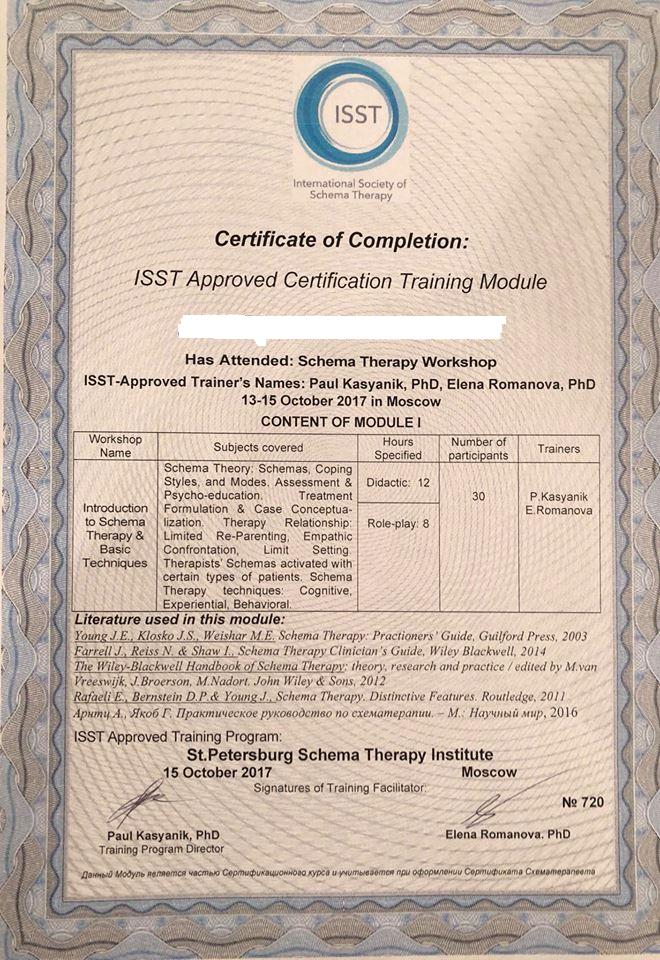 ISST
International Society of
Schema Therapy
Certificate of Completion:
ISST Approved Certification Training Module
Has Attended: Schema Therapy Workshop
ISST-Approved Trainer's Names: Paul Kasyanik, PhD, Elena Romanova, PhD
13-15 October 2017 in Moscow
CONTENT OF MODULE I
Workshop
Name
Subjects covered
Hours
Specified
Number of
participants
Trainers
Introduction
to Schema
Therapy &
Basic
Techniques
Schema Theory: Schemas, Coping
Styles, and Modes. Assessment &
Psycho-education. Treatment
Formulation & Case Conceptua-
lization. Therapy Relationship:
Limited Re-Parenting, Empathic
Confrontation, Limit Setting.
Therapists' Schemas activated with
certain types of patients. Schema
Therapy techniques: Cognitive,
Experiential, Behavioral.
Didactic: 12
Role-play: 8
30
P.Kasyanik
E.Romanova
Literature used in this module:
Young J.E., Klosko J.S., Weishar M.E. Schema Therapy: Practioners' Guide, Guilford Press, 2003
Farrell J., Reiss N. & Shaw I., Schema Therapy Clinictan's Guide, Wiley Blackwell, 2014
The Wiley-Blackwell Handbook of Schema Therapy: theory, research and practice / edited by M.van
Vreeswijk, J.Broerson, M.Nadort. John Wiley & Sons, 2012
Rafaeli E., Bernstein D.P.& Young J., Schema Therapy. Distinctive Features. Routledge, 2011
Арнтц А., Якоб Г. Практическое руководство по схематерапии. – М.: Научный мир, 2016
ISST Approved Training Program:
St.Petersburg Schema Therapy Institute
15 October 2017 Moscow
Signatures of Training Facilitator:
№ 720
Paul Kasyanik, PhD
Training Program Director
Elena Romanova. PhD
Данный Модуль является частью Сертификационного курса и учитывается при оформлении Сертификата Схематерапевта